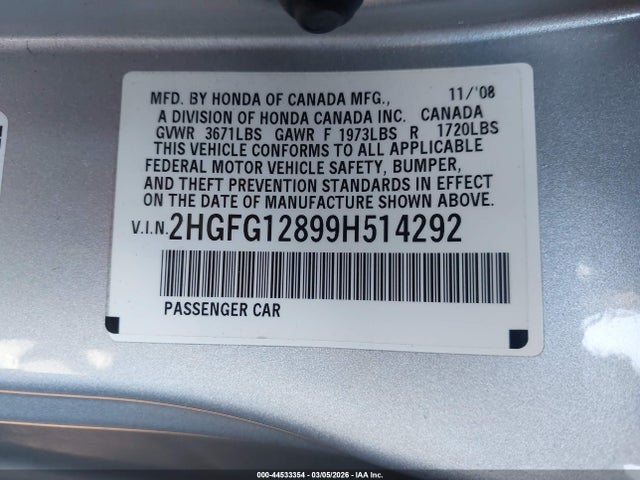 MFD. BY HONDA OF CANADA MFG., 11/'08
A DIVISION OF HONDA CANADA INC. CANADA
GVWR 3671LBS GAWR F 1973LBS R 1720LBS
THIS VEHICLE CONFORMS TO ALL APPLICABLE
FEDERAL MOTOR VEHICLE SAFETY, BUMPER,
AND THEFT PREVENTION STANDARDS IN EFFECT
ON THE DATE OF MANUFACTURE SHOWN ABOVE.
V.I.N. 2HGFG12899H514292
PASSENGER CAR
000-44533354 | 03/05/2026 - IAA Inc.